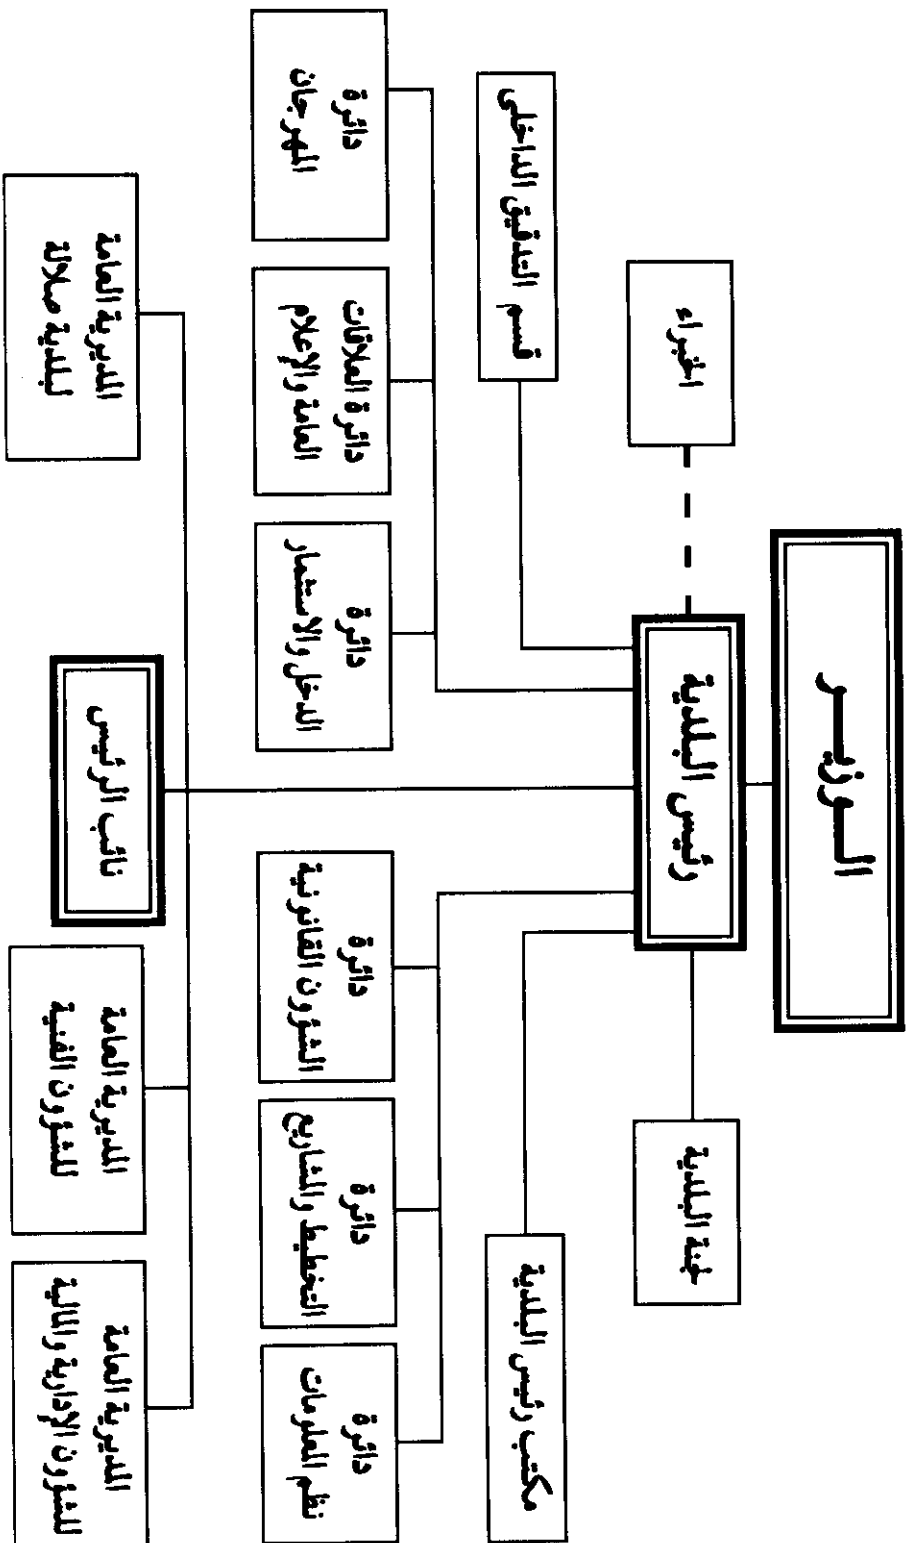 الـوزيـر
رئيس البلدية
لجنة البلدية
الخبراء
مكتب رئيس البلدية
قسم التدقيق الداخلى
دائرة
نظم المعلومات
دائرة
التخطيط والمشاريع
دائرة
الشؤون القانونية
دائرة
الدخل والاستثمار
دائرة العلاقات
العامة والإعلام
دائرة
المهرجان
نائب الرئيس
المديرية العامة
للشؤون الإدارية والمالية
المديرية العامة
للشؤون الفنية
المديرية العامة
لبلدية صلالة